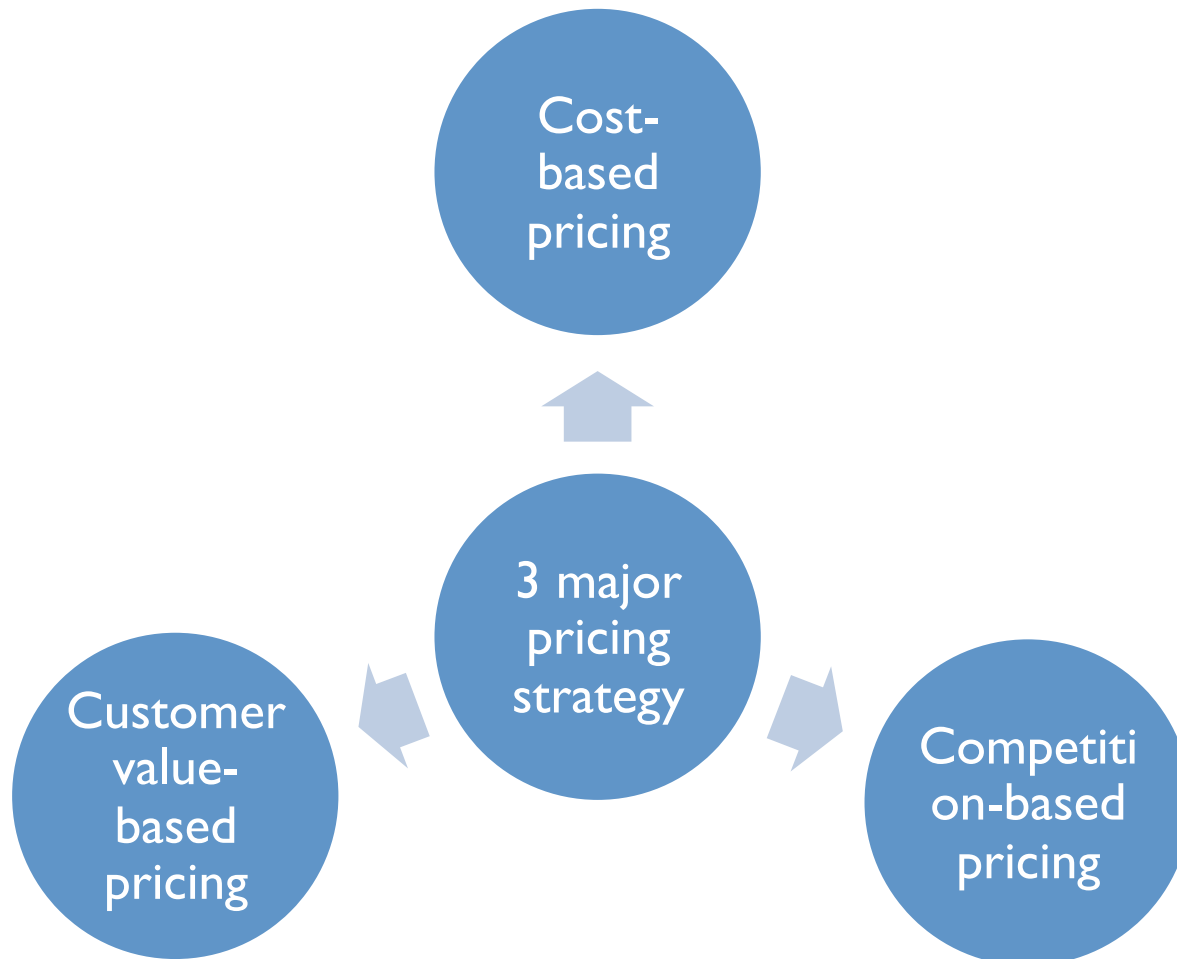 Cost-
based
pricing
3 major
pricing
strategy
Customer
value-
based
pricing
Competiti
on-based
pricing